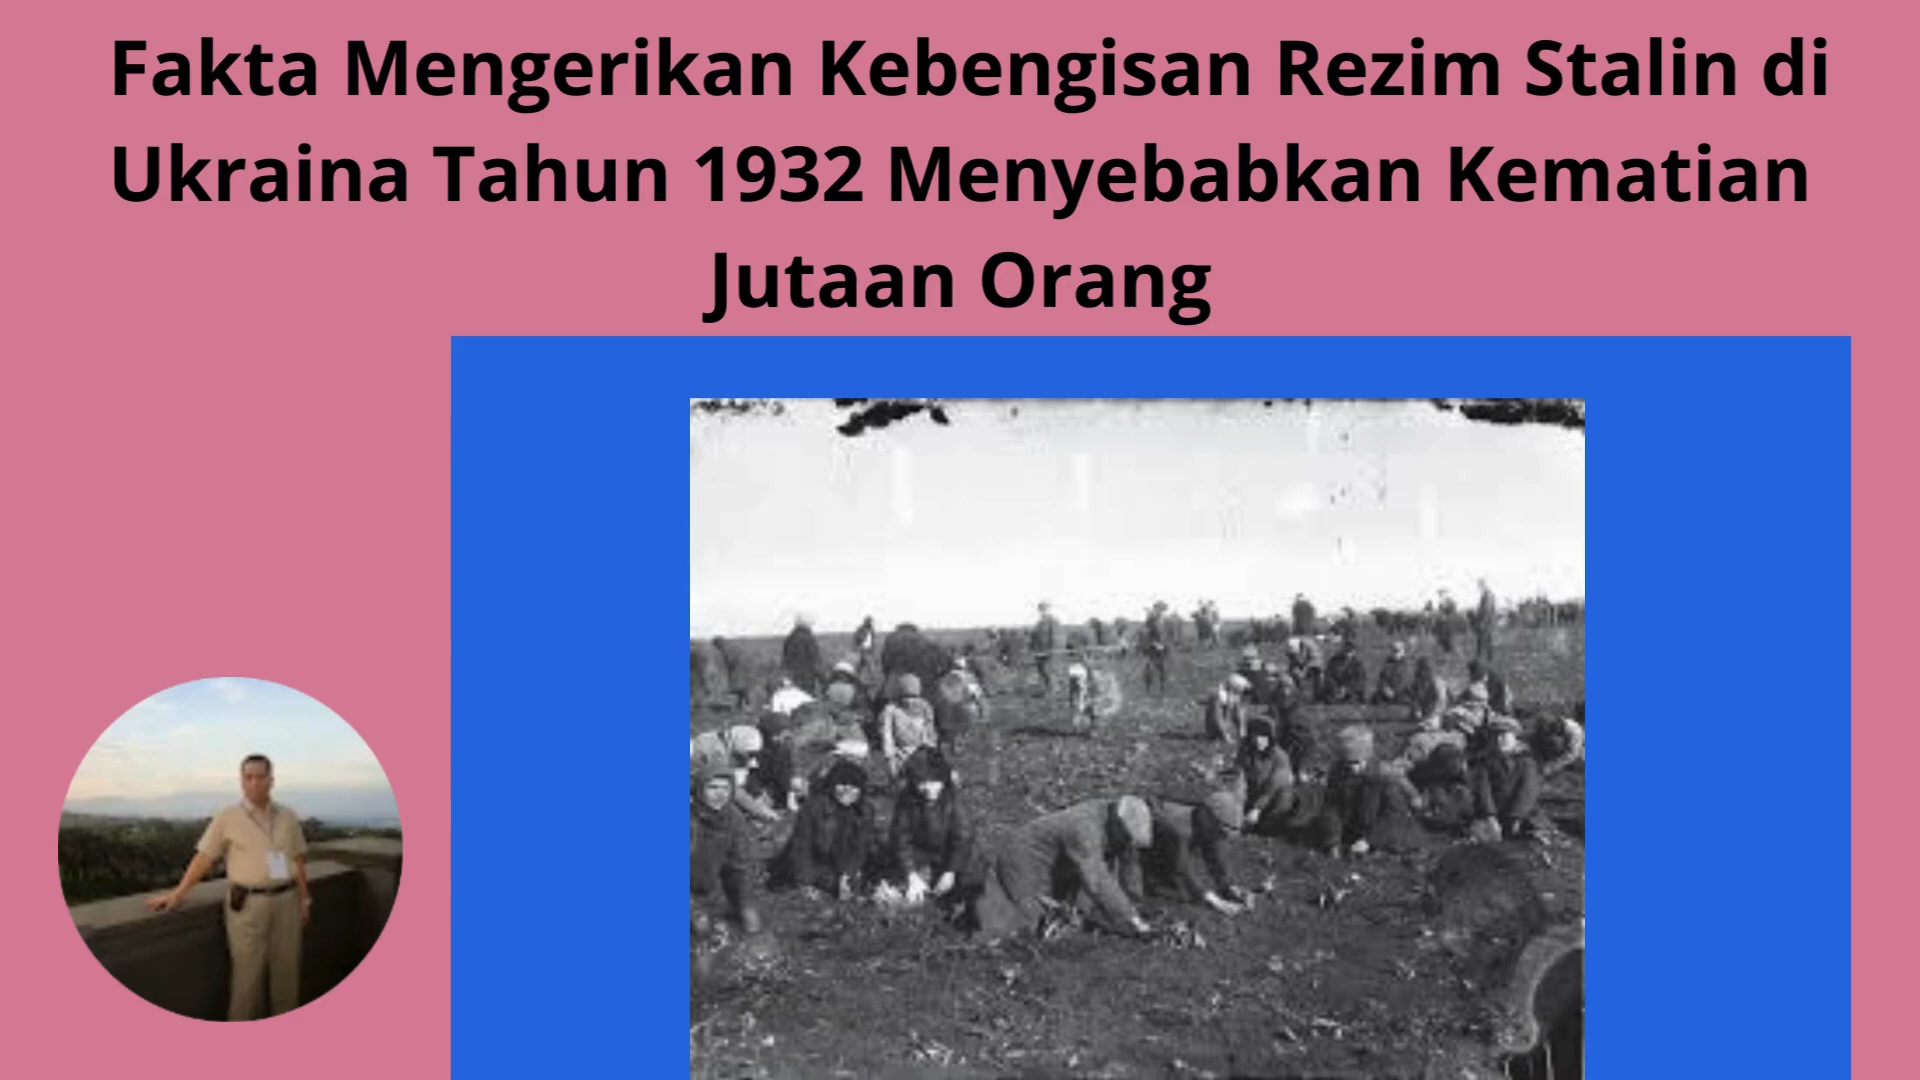 Fakta Mengerikan Kebengisan Rezim Stalin di
Ukraina Tahun 1932 Menyebabkan Kematian
Jutaan Orang